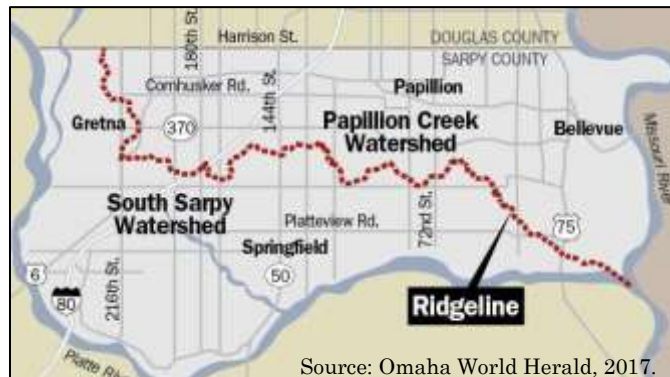 180th St.
Harrison St.
DOUGLAS COUNTY
SARPY COUNTY
Cornhusker Rd.
144th St.
Papillion
Gretna
370
Papillion Creek
Watershed
Bellevue
Missouri River
South Sarpy
Watershed
Platteview Rd.
72nd St.
75
Springfield
6
80
216th St.
50
Ridgeline
Platte
Source: Omaha World Herald, 2017.